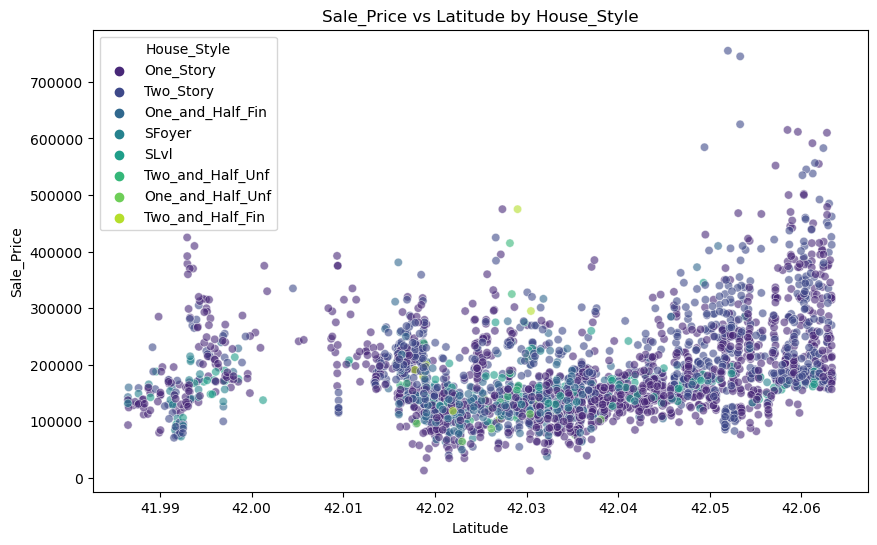 Sale_Price vs Latitude by House_Style
House_Style
One_Story
Two_Story
One_and_Half_Fin
SFoyer
SLvl
Two_and_Half_Unf
One_and_Half_Unf
Two_and_Half_Fin
Sale_Price
700000
600000
500000
400000
300000
200000
100000
0
41.99
42.00
42.01
42.02
42.03
42.04
42.05
42.06
Latitude